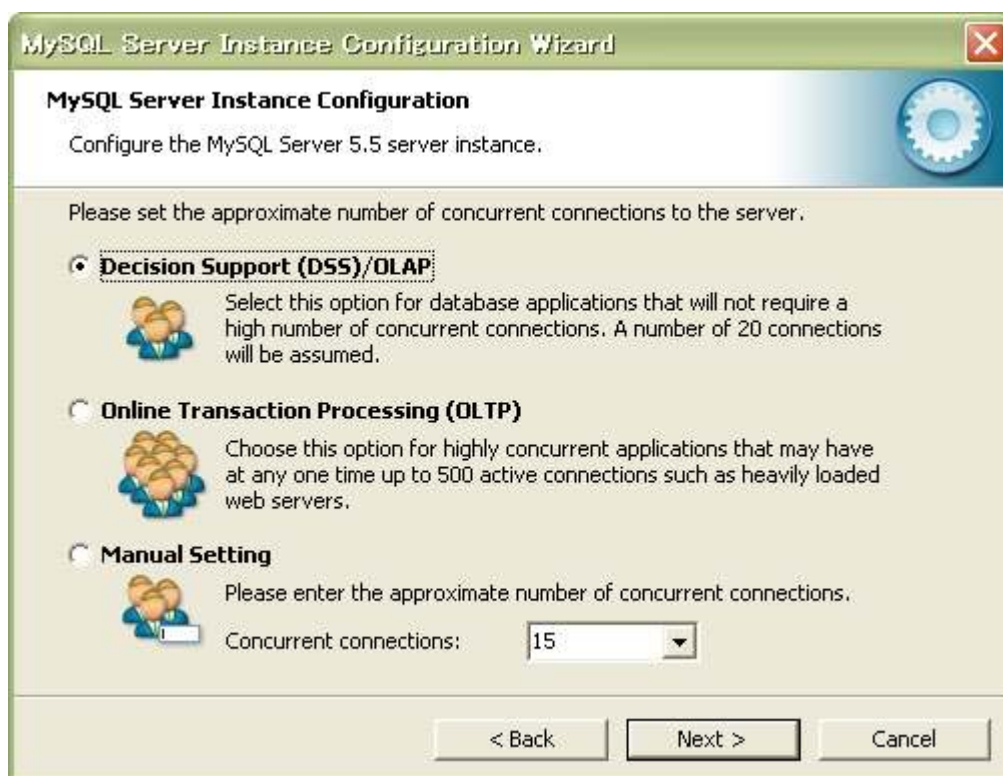 MySQL Server Instance Configuration Wizard
MySQL Server Instance Configuration
Configure the MySQL Server 5.5 server instance.
Please set the approximate number of concurrent connections to the server.
Decision Support (DSS)/OLAP
Select this option for database applications that will not require a
high number of concurrent connections. A number of 20 connections
will be assumed.
Online Transaction Processing (OLTP)
Choose this option for highly concurrent applications that may have
at any one time up to 500 active connections such as heavily loaded
web servers.
Manual Setting
Please enter the approximate number of concurrent connections.
Concurrent connections: 15
< Back Next > Cancel